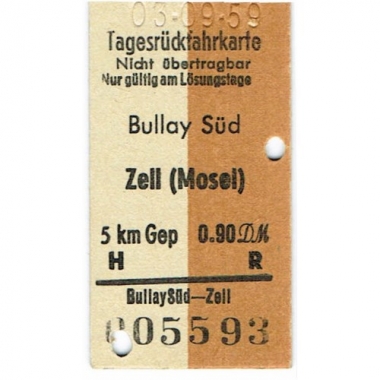 03-09-59
Tagesrückfahrkarte
Nicht übertragbar
Nur gültig am Lösungstage
Bullay Süd
Zell (Mosel)
5 km Gep 0.90 DM
H R
Bullay Süd—Zell
005593